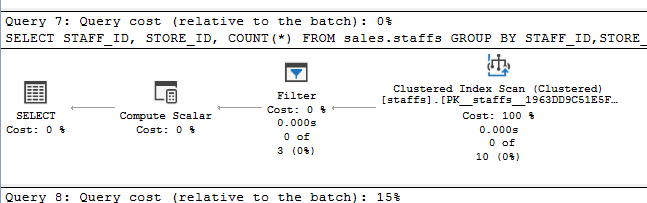 Query 7: Query cost (relative to the batch): 0%
SELECT STAFF_ID, STORE_ID, COUNT(*) FROM sales.staffs GROUP BY STAFF_ID,STORE_
SELECT
Cost: 0 %
Compute Scalar
Cost: 0 %
Filter
Cost: 0 %
0.000s
0 of
3 (0%)
Clustered Index Scan (Clustered)
[staffs].[PK__staffs__1963DD9C51E5F…
Cost: 100 %
0.000s
0 of
10 (0%)
Query 8: Query cost (relative to the batch): 15%